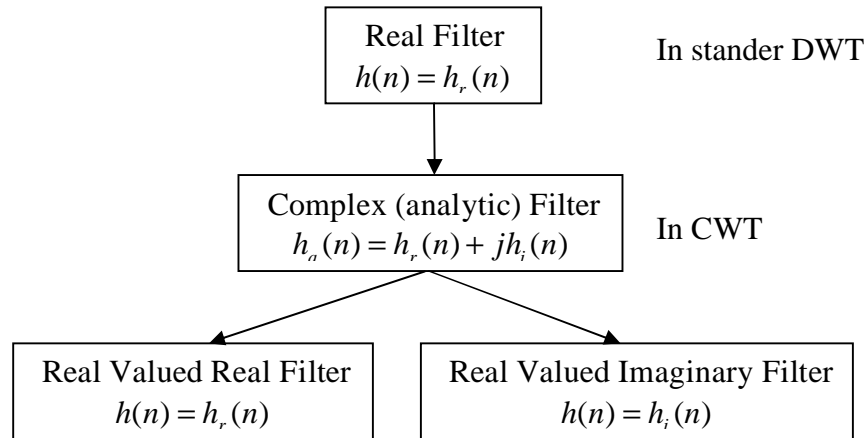 Real Filter
h(n) = h_r(n)
In stander DWT
Complex (analytic) Filter
h_a(n) = h_r(n) + jh_i(n)
In CWT
Real Valued Real Filter
h(n) = h_r(n)
Real Valued Imaginary Filter
h(n) = h_i(n)